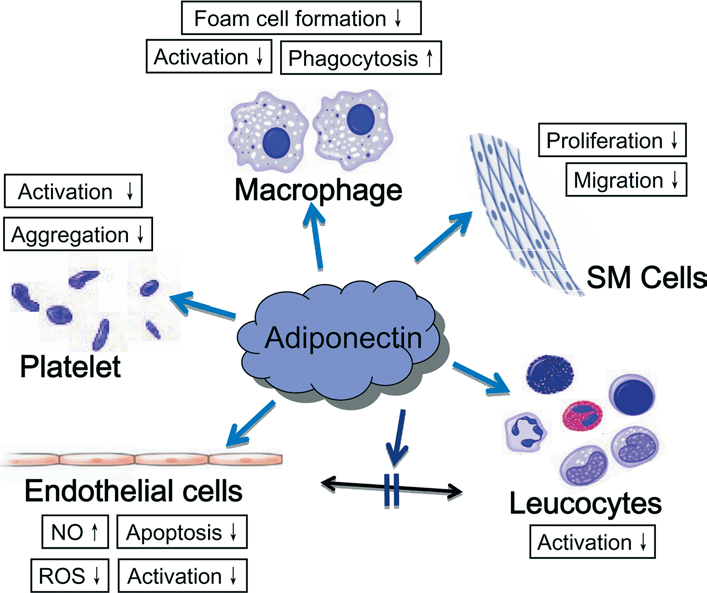 Foam cell formation ↓
Activation ↓
Phagocytosis ↑
Macrophage
Proliferation ↓
Migration ↓
SM Cells
Activation ↓
Aggregation ↓
Platelet
Adiponectin
Endothelial cells
NO ↑
Apoptosis ↓
ROS ↓
Activation ↓
Leucocytes
Activation ↓